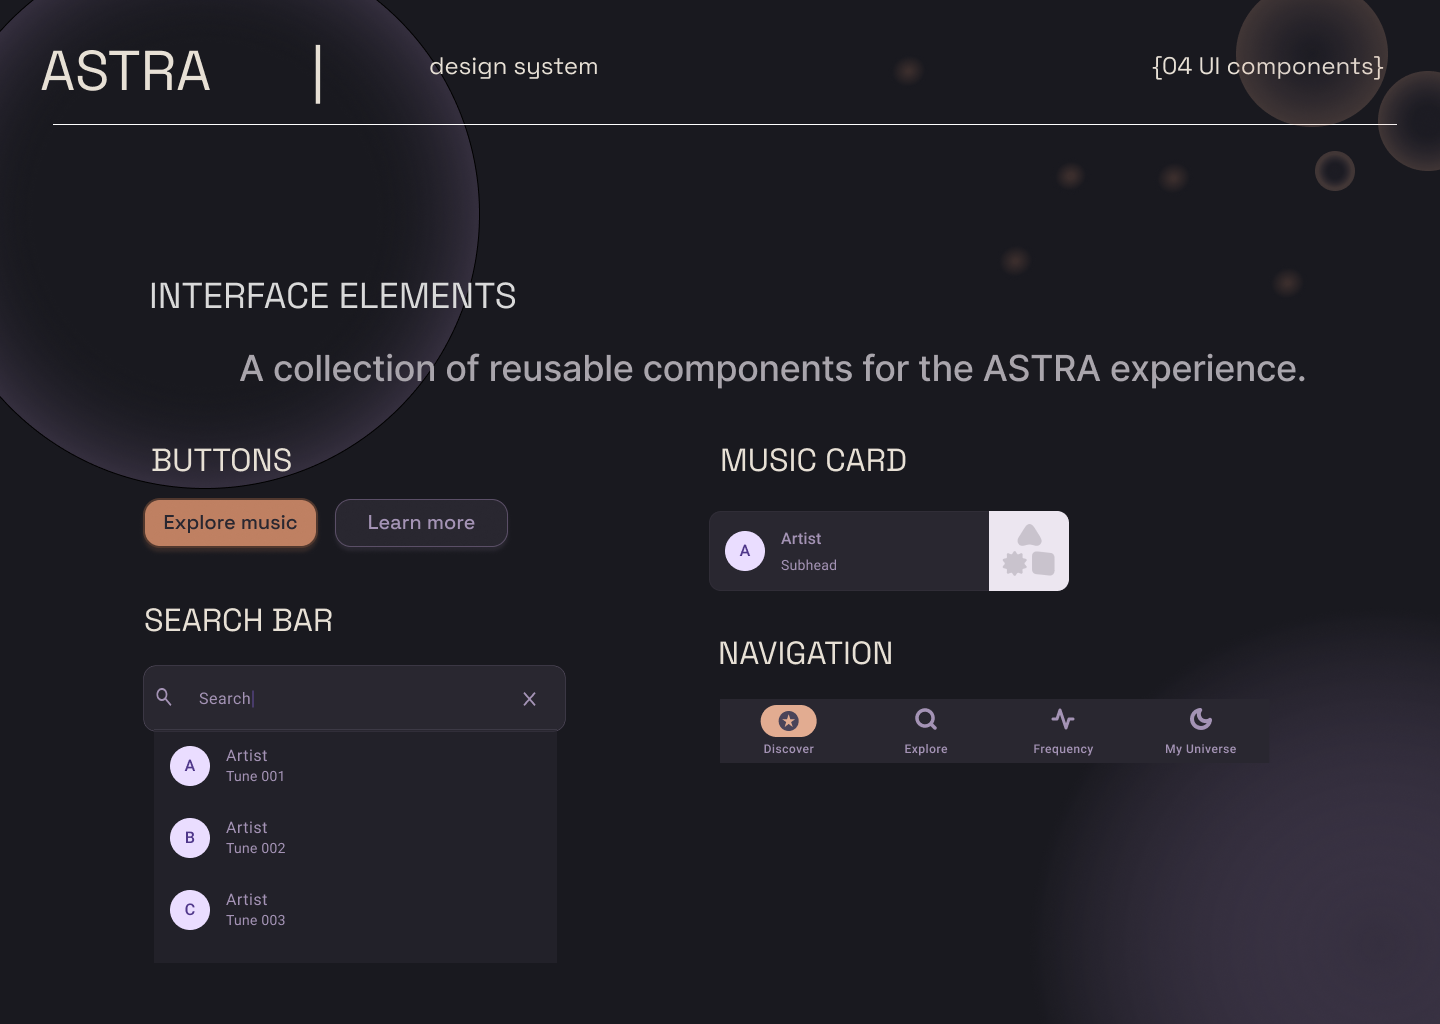 ASTRA | design system {04 UI components}
INTERFACE ELEMENTS
A collection of reusable components for the ASTRA experience.
BUTTONS
Explore music
Learn more
SEARCH BAR
Search
A
Artist
Tune 001
B
Artist
Tune 002
C
Artist
Tune 003
MUSIC CARD
A
Artist
Subhead
NAVIGATION
Discover
Explore
Frequency
My Universe